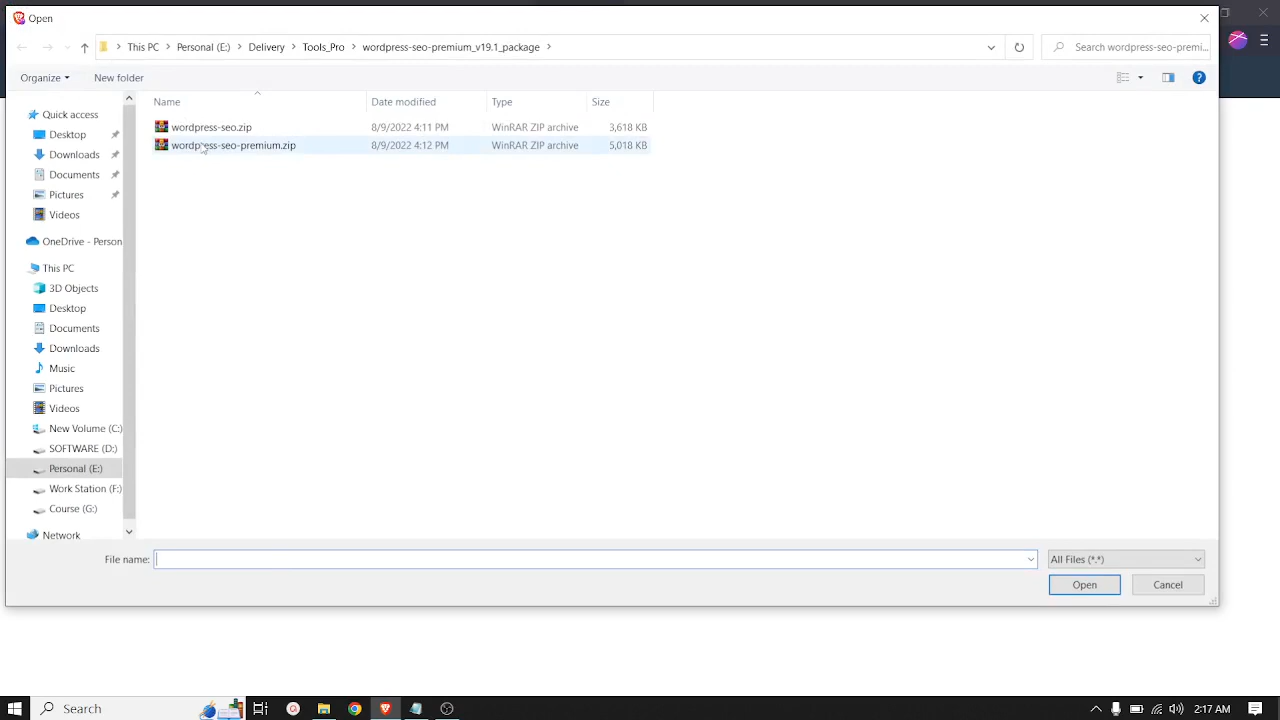 Open
This PC
Personal (E:)
Delivery
Tools_Pro
wordpress-seo-premium_v19.1_package
Search wordpress-seo-premi...
Organize
New folder
Name
Date modified
Type
Size
wordpress-seo.zip
8/9/2022 4:11 PM
WinRAR ZIP archive
3,618 KB
wordpress-seo-premium.zip
8/9/2022 4:12 PM
WinRAR ZIP archive
5,018 KB
Quick access
Desktop
Downloads
Documents
Pictures
Videos
OneDrive - Person
This PC
3D Objects
Desktop
Documents
Downloads
Music
Pictures
Videos
New Volume (C:)
SOFTWARE (D:)
Personal (E:)
Work Station (F:)
Course (G:)
Network
File name:
All Files (*.*)
Open
Cancel
Search
2:17 AM